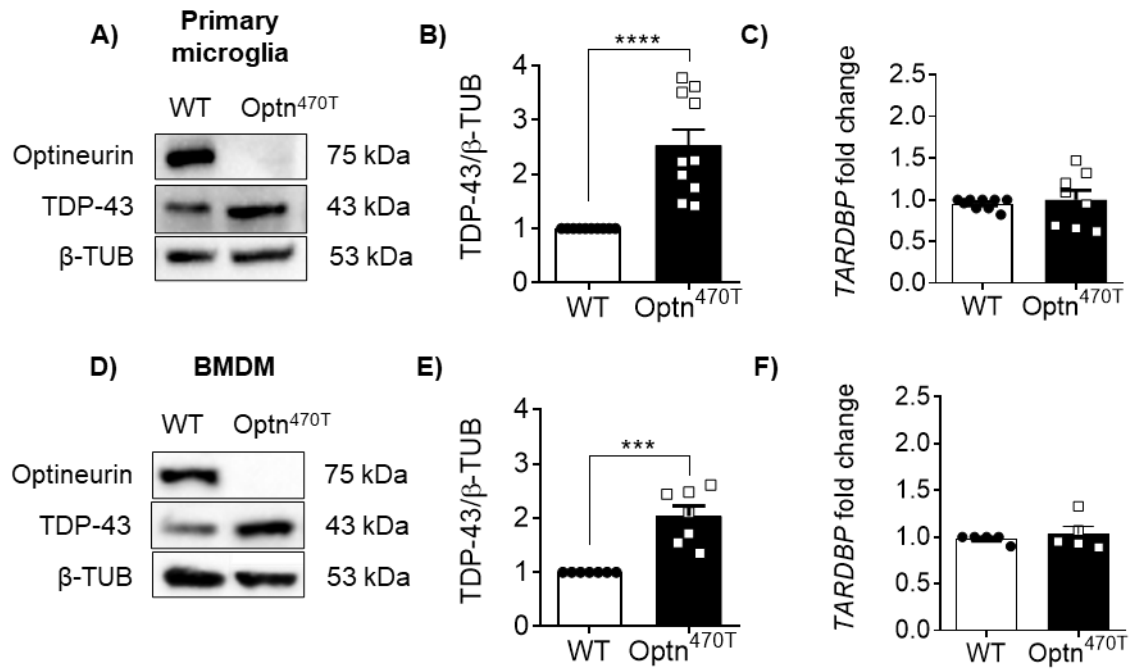 A)
Primary
microglia
WT Optn470T
Optineurin 75 kDa
TDP-43 43 kDa
β-TUB 53 kDa
B)
****
TDP-43/β-TUB
4
3
2
1
0
WT Optn470T
C)
TARDBP fold change
2.5
2.0
1.5
1.0
0.5
0.0
WT Optn470T
D)
BMDM
WT Optn470T
Optineurin 75 kDa
TDP-43 43 kDa
β-TUB 53 kDa
E)
***
TDP-43/β-TUB
4
3
2
1
0
WT Optn470T
F)
TARDBP fold change
2.5
2.0
1.5
1.0
0.5
0.0
WT Optn470T